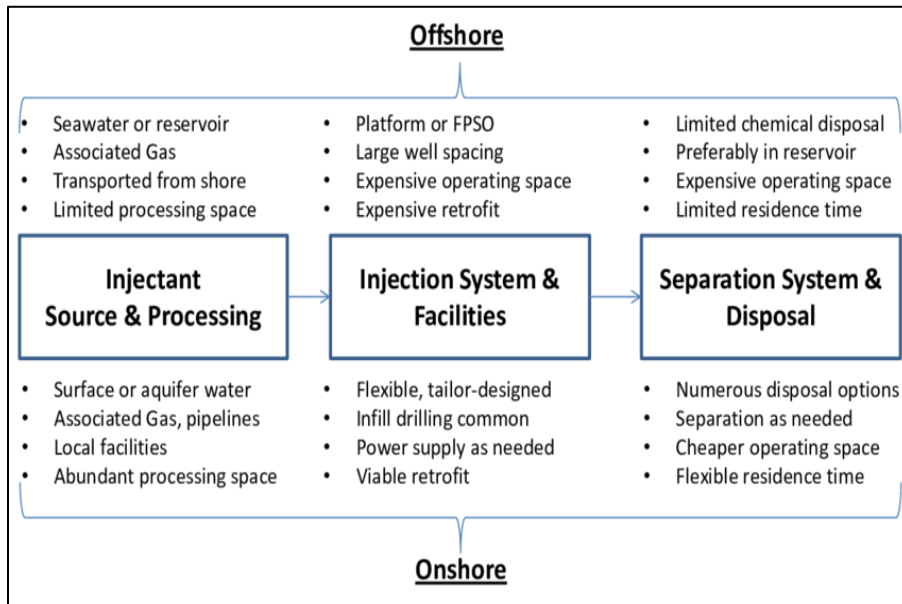 Offshore
• Seawater or reservoir
• Associated Gas
• Transported from shore
• Limited processing space
• Platform or FPSO
• Large well spacing
• Expensive operating space
• Expensive retrofit
• Limited chemical disposal
• Preferably in reservoir
• Expensive operating space
• Limited residence time
Injectant
Source & Processing
Injection System &
Facilities
Separation System &
Disposal
• Surface or aquifer water
• Associated Gas, pipelines
• Local facilities
• Abundant processing space
• Flexible, tailor-designed
• Infill drilling common
• Power supply as needed
• Viable retrofit
• Numerous disposal options
• Separation as needed
• Cheaper operating space
• Flexible residence time
Onshore